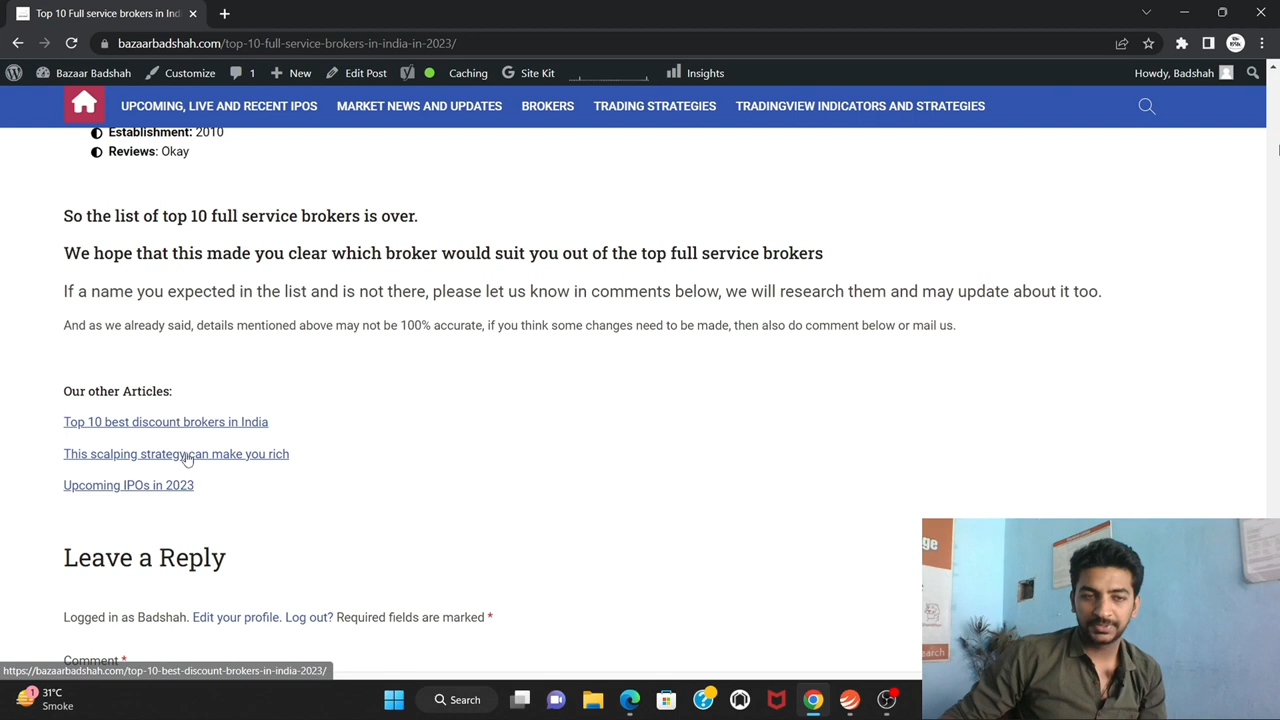 Top 10 Full service brokers in Indi
bazaarbadshah.com/top-10-full-service-brokers-in-india-in-2023/
Bazaar Badshah Customize 1 New Edit Post Caching Site Kit Insights Howdy, Badshah
UPCOMING, LIVE AND RECENT IPOS MARKET NEWS AND UPDATES BROKERS TRADING STRATEGIES TRADINGVIEW INDICATORS AND STRATEGIES
Establishment: 2010
Reviews: Okay
So the list of top 10 full service brokers is over.
We hope that this made you clear which broker would suit you out of the top full service brokers
If a name you expected in the list and is not there, please let us know in comments below, we will research them and may update about it too.
And as we already said, details mentioned above may not be 100% accurate, if you think some changes need to be made, then also do comment below or mail us.
Our other Articles:
Top 10 best discount brokers in India
This scalping strategy can make you rich
Upcoming IPOs in 2023
Leave a Reply
Logged in as Badshah. Edit your profile. Log out? Required fields are marked *
Comment *
https://bazaarbadshah.com/top-10-best-discount-brokers-in-india-2023/
ge
earch
1
31°C
Smoke
Search